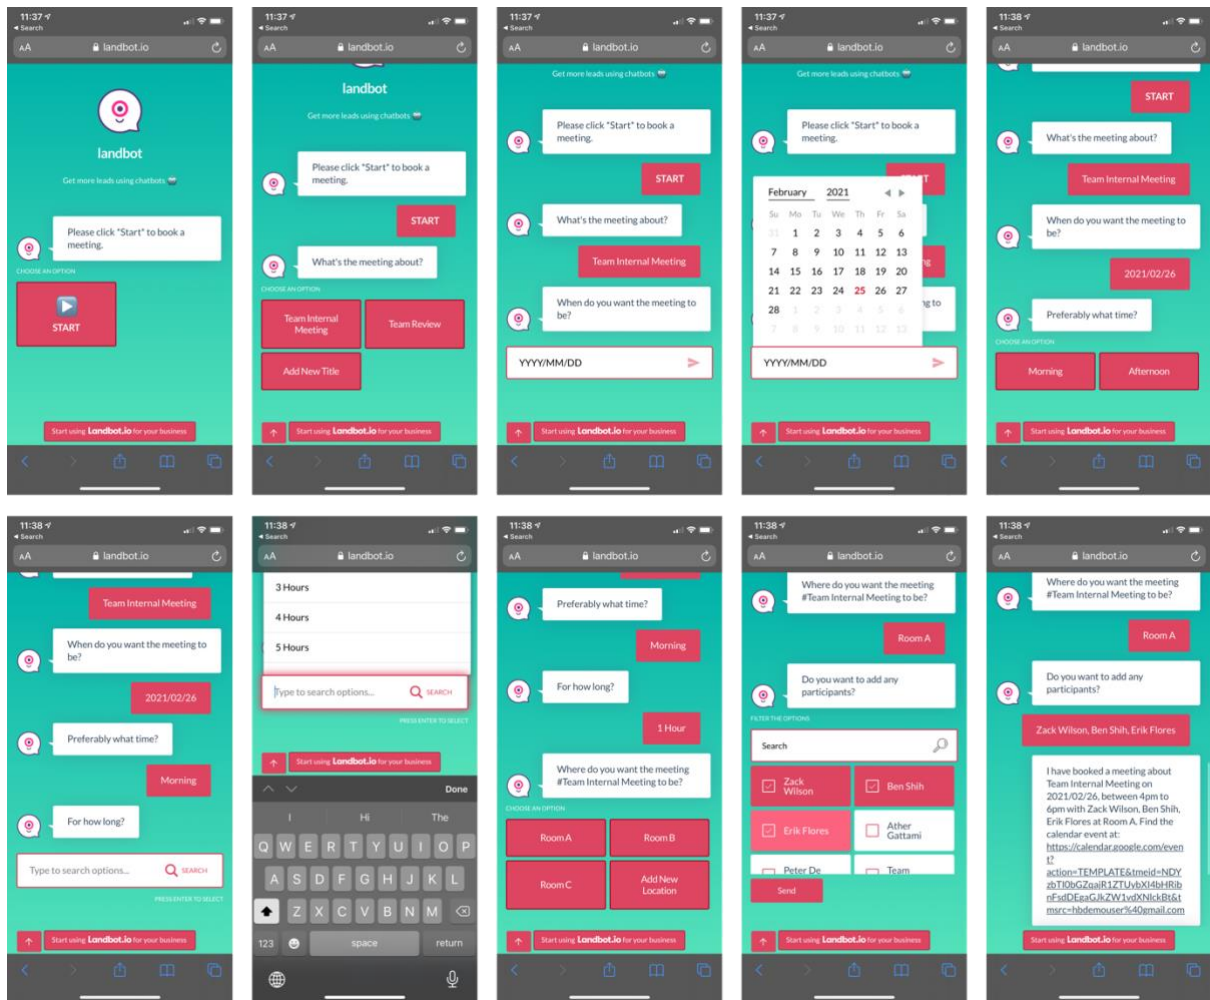 11:37
Search
AA
landbot.io
landbot
Get more leads using chatbots
Please click "Start" to book a
meeting.
CHOOSE AN OPTION
START
Start using Landbot.io for your business
11:37
Search
AA
landbot.io
landbot
Get more leads using chatbots
Please click "Start" to book a
meeting.
START
What's the meeting about?
CHOOSE AN OPTION
Team Internal
Meeting
Team Review
Add New Title
Start using Landbot.io for your business
11:37
Search
AA
landbot.io
Get more leads using chatbots
Please click "Start" to book a
meeting.
START
What's the meeting about?
Team Internal Meeting
When do you want the meeting to
be?
YYYY/MM/DD
Start using Landbot.io for your business
11:37
Search
AA
landbot.io
Get more leads using chatbots
Please click "Start" to book a
meeting.
February 2021
Su Mo Tu We Th Fr Sa
31 1 2 3 4 5 6
7 8 9 10 11 12 13
14 15 16 17 18 19 20
21 22 23 24 25 26 27
28 1 2 3 4 5 6
7 8 9 10 11 12 13
YYYY/MM/DD
Start using Landbot.io for your business
11:38
Search
AA
landbot.io
START
What's the meeting about?
Team Internal Meeting
When do you want the meeting to
be?
2021/02/26
Preferably what time?
CHOOSE AN OPTION
Morning
Afternoon
Start using Landbot.io for your business
11:38
Search
AA
landbot.io
Team Internal Meeting
When do you want the meeting to
be?
2021/02/26
Preferably what time?
Morning
For how long?
Type to search options...
SEARCH
PRESS ENTER TO SELECT
Start using Landbot.io for your business
11:38
Search
AA
landbot.io
3 Hours
4 Hours
5 Hours
Type to search options...
SEARCH
PRESS ENTER TO SELECT
Start using Landbot.io for your business
Done
I Hi The
Q W E R T Y U I O P
A S D F G H J K L
Z X C V B N M
123 space return
11:38
Search
AA
landbot.io
Preferably what time?
Morning
For how long?
1 Hour
Where do you want the meeting
#Team Internal Meeting to be?
CHOOSE AN OPTION
Room A
Room B
Room C
Add New
Location
Start using Landbot.io for your business
11:38
Search
AA
landbot.io
Where do you want the meeting
#Team Internal Meeting to be?
Room A
Do you want to add any
participants?
FILTER THE OPTIONS
Search
Zack
Wilson
Ben Shih
Erik Flores
Ather
Gattami
Peter De
Team
Send
Start using Landbot.io for your business
11:38
Search
AA
landbot.io
Where do you want the meeting
#Team Internal Meeting to be?
Room A
Do you want to add any
participants?
Zack Wilson, Ben Shih, Erik Flores
I have booked a meeting about
Team Internal Meeting on
2021/02/26, between 4pm to
6pm with Zack Wilson, Ben Shih,
Erik Flores at Room A. Find the
calendar event at:
https://calendar.google.com/even
t?
action=TEMPLATE&tmeid=NDY
msrc=hbdemouser%40gmail.com
Start using Landbot.io for your business